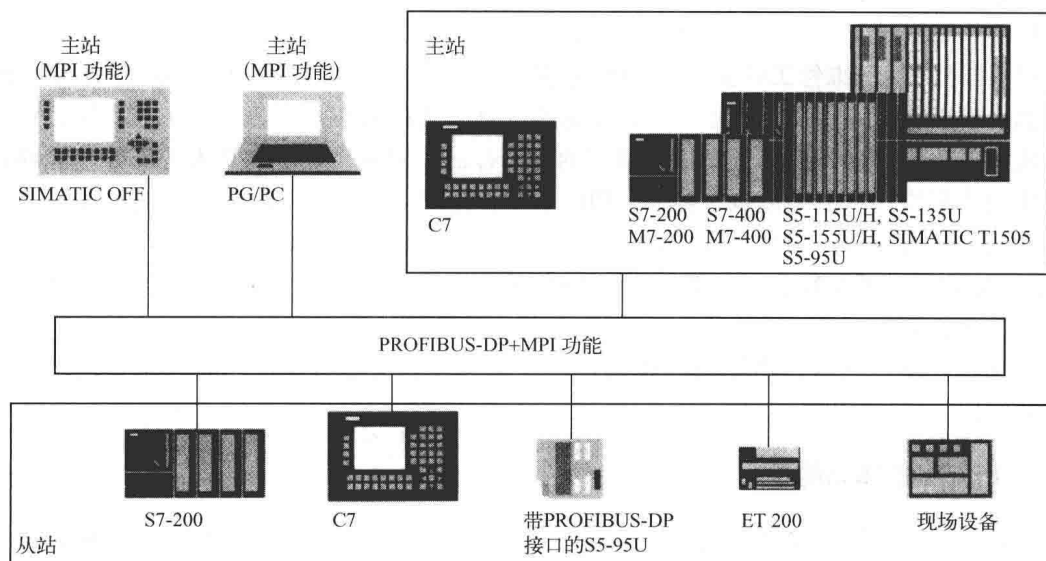 主站
(MPI 功能)
主站
(MPI 功能)
主站
SIMATIC OFF
PG/PC
C7
S7-200 S7-400 S5-115U/H, S5-135U
M7-200 M7-400 S5-155U/H, SIMATIC T1505
S5-95U
PROFIBUS-DP+MPI 功能
S7-200
C7
带PROFIBUS-DP
接口的S5-95U
ET 200
现场设备
从站